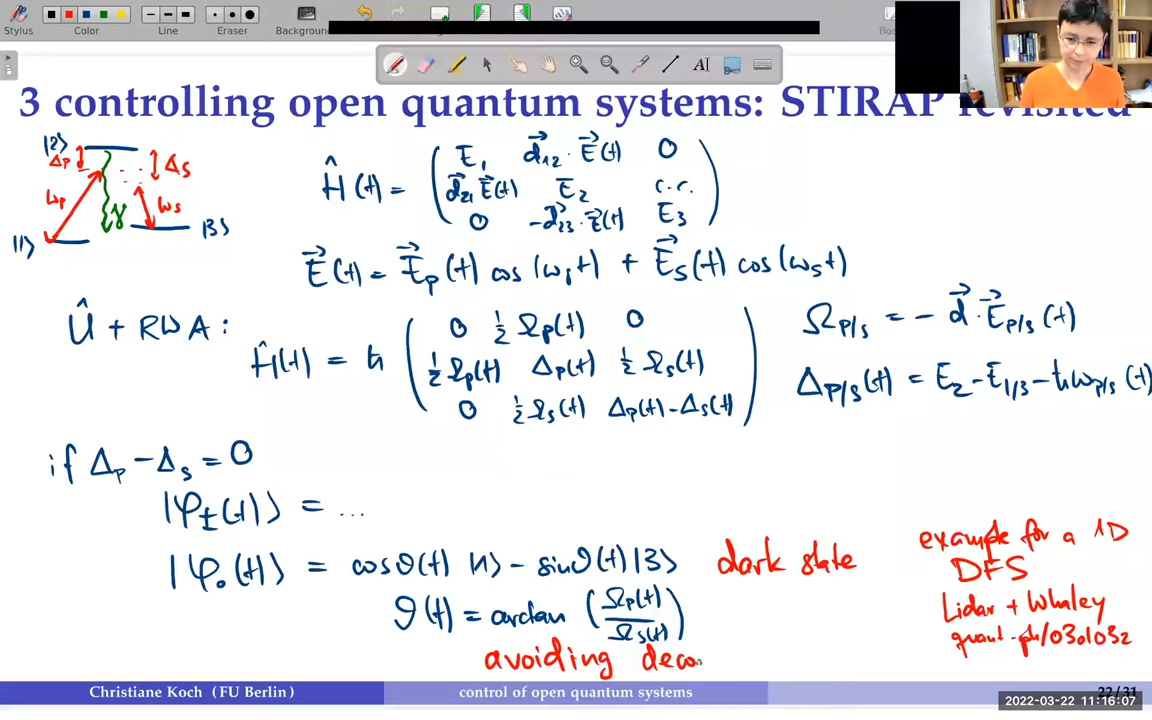 Stylus
Color
Line
Eraser
3 controlling open quantum systems: STIRAP revisited
|2>
Δp
Δs
ωp
γ
ωs
|1>
|3>
Ĥ(t) = ( E₁ d⃗₁₂·E⃗(t) 0
d⃗₂₁ E⃗(t) E₂ c.c.
0 -d⃗₂₃·E⃗(t) E₃ )
E⃗(t) = E⃗p(t) cos(ω₁t) + E⃗s(t) cos(ωst)
Û + RWA:
Ĥ(t) = ħ ( 0 ½Ωp(t) 0
½Ωp(t) Δp(t) ½Ωs(t)
0 ½Ωs(t) Δp(t)-Δs(t) )
Ωp/s = - d⃗·E⃗p/s(t)
Δp/s(t) = E₂-E₁/₃-ħωp/s(t)
if Δp - Δs = 0
|φ±(t)> = ...
|φ₀(t)> = cosϑ(t) |1> - sinϑ(t)|3> dark state
ϑ(t) = arctan (Ωp(t)/Ωs(t))
avoiding deco
example for a 1D
DFS
Lidar + Whaley
quant-ph/0301032
Christiane Koch (FU Berlin)
control of open quantum systems
22/31
2022-03-22 11:16:07